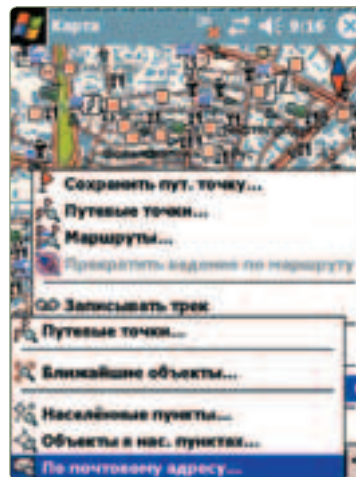 Карта 9:16
Сохранить пут. точку...
Путевые точки...
Маршруты...
Прекратить ведение по маршруту
Записывать трек
Путевые точки...
Ближайшие объекты...
Населённые пункты...
Объекты в нас. пунктах...
По почтовому адресу...